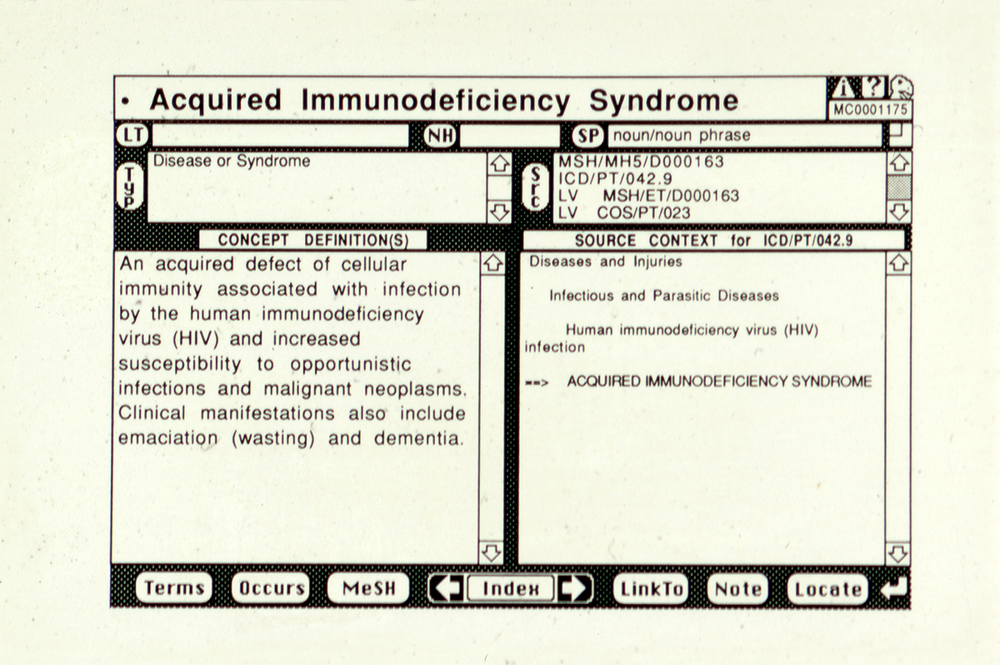 • Acquired Immunodeficiency Syndrome
i ?
MC0001175
LT NH SP noun/noun phrase
Typ
Disease or Syndrome
Src
MSH/MH5/D000163
ICD/PT/042.9
LV MSH/ET/D000163
LV COS/PT/023
CONCEPT DEFINITION(S)
An acquired defect of cellular
immunity associated with infection
by the human immunodeficiency
virus (HIV) and increased
susceptibility to opportunistic
infections and malignant neoplasms.
Clinical manifestations also include
emaciation (wasting) and dementia.
SOURCE CONTEXT for ICD/PT/042.9
Diseases and Injuries
Infectious and Parasitic Diseases
Human immunodeficiency virus (HIV)
infection
--> ACQUIRED IMMUNODEFICIENCY SYNDROME
Terms Occurs MeSH Index LinkTo Note Locate